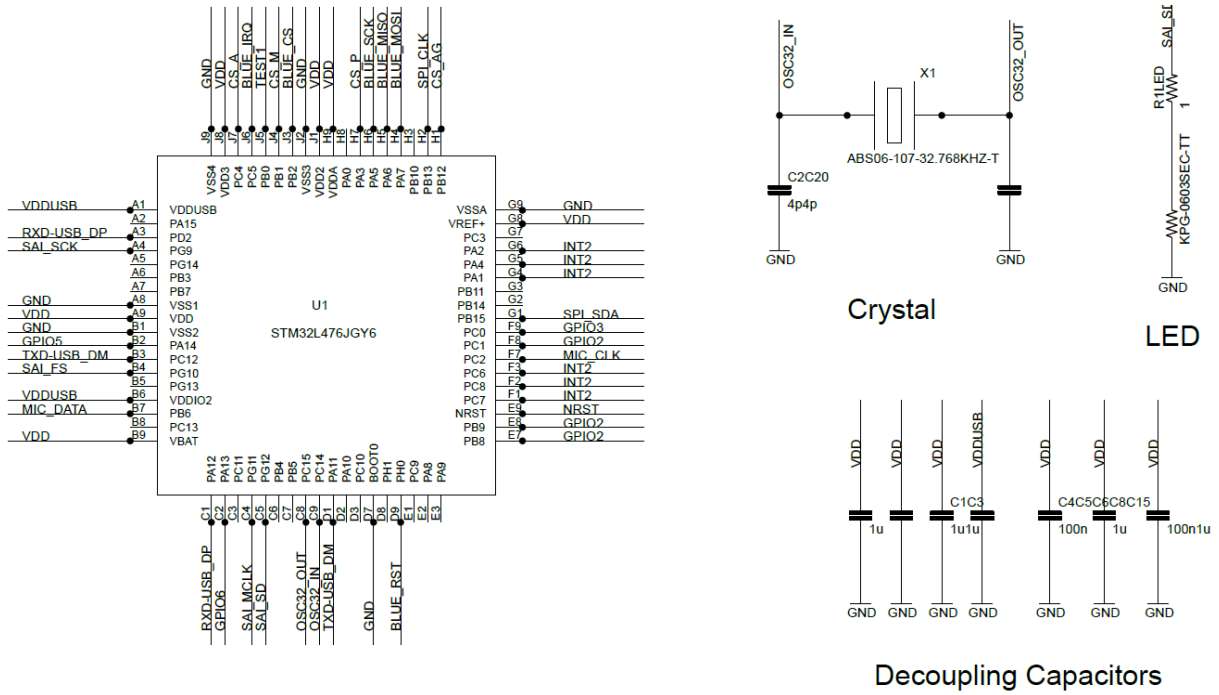 GND
VDD
CS_A
BLUE_IRQ
TEST1
CS_M
BLUE_CS
GND
VDD
VDD
CS_P
BLUE_SCK
BLUE_MISO
BLUE_MOSI
SPI_CLK
CS_AG
J9 J8 J7 J6 J5 J4 J3 J2 J1 H9 H8 H7 H6 H5 H4 H3 H2 H1
VSS4 VDD3 PC4 PC5 PB0 PB1 PB2 VSS3 VDD2 VDDA PA0 PA3 PA5 PA6 PA7 PB10 PB13 PB12
VDDUSB A1 VDDUSB
A2 PA15
RXD-USB_DP A3 PD2
SAI_SCK A4 PG9
A5 PG14
A6 PB3
A7 PB7
GND A8 VSS1
VDD A9 VDD
GND B1 VSS2
GPIO5 B2 PA14
TXD-USB_DM B3 PC12
SAI_FS B4 PG10
B5 PG13
VDDUSB B6 VDDIO2
MIC_DATA B7 PB6
B8 PC13
VDD B9 VBAT
U1
STM32L476JGY6
VSSA G9 GND
VREF+ G8 VDD
PC3 G7
PA2 G6 INT2
PA4 G5 INT2
PA1 G4 INT2
PB11 G3
PB14 G2
PB15 G1 SPI_SDA
PC0 F9 GPIO3
PC1 F8 GPIO2
PC2 F7 MIC_CLK
PC6 F3 INT2
PC8 F2 INT2
PC7 F1 INT2
NRST E9 NRST
PB9 E8 GPIO2
PB8 E7 GPIO2
PA12 PA13 PC11 PG11 PG12 PB4 PB5 PC15 PC14 PA11 PA10 PC10 BOOT0 PH1 PH0 PC9 PA8 PA9
C1 C2 C3 C4 C5 C6 C7 C8 C9 D1 D2 D3 D7 D8 D9 E1 E2 E3
RXD-USB_DP
GPIO6
SAI_MCLK
SAI_SD
OSC32_OUT
OSC32_IN
TXD-USB_DM
GND
BLUE_RST
OSC32_IN
OSC32_OUT
X1
ABS06-107-32.768KHZ-T
C2C20
4p4p
GND
GND
Crystal
R1LED
1
KPG-0603SEC-TT
GND
LED
VDD VDD VDD VDDUSB VDD VDD VDD
C1C3 C4C5C6C8C15
1u 1u1u 100n 1u 100n1u
GND GND GND GND GND GND GND
Decoupling Capacitors